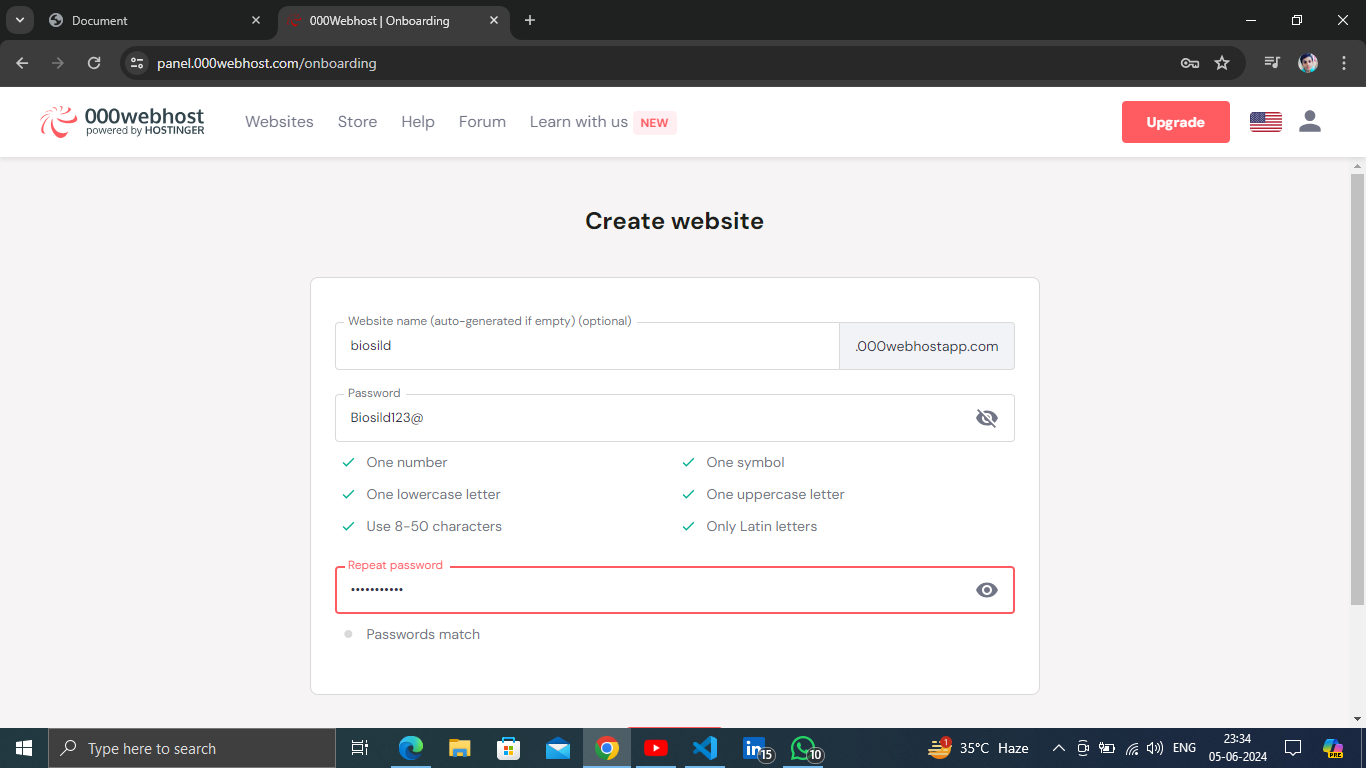 Document
000Webhost | Onboarding
panel.000webhost.com/onboarding
000webhost
powered by HOSTINGER
Websites Store Help Forum Learn with us NEW
Upgrade
Create website
Website name (auto-generated if empty) (optional)
biosild
.000webhostapp.com
Password
Biosild123@
One number
One symbol
One lowercase letter
One uppercase letter
Use 8-50 characters
Only Latin letters
Repeat password
•••••••••••
Passwords match
Type here to search
15
10
1
35°C Haze
ENG
23:34
05-06-2024
PRE